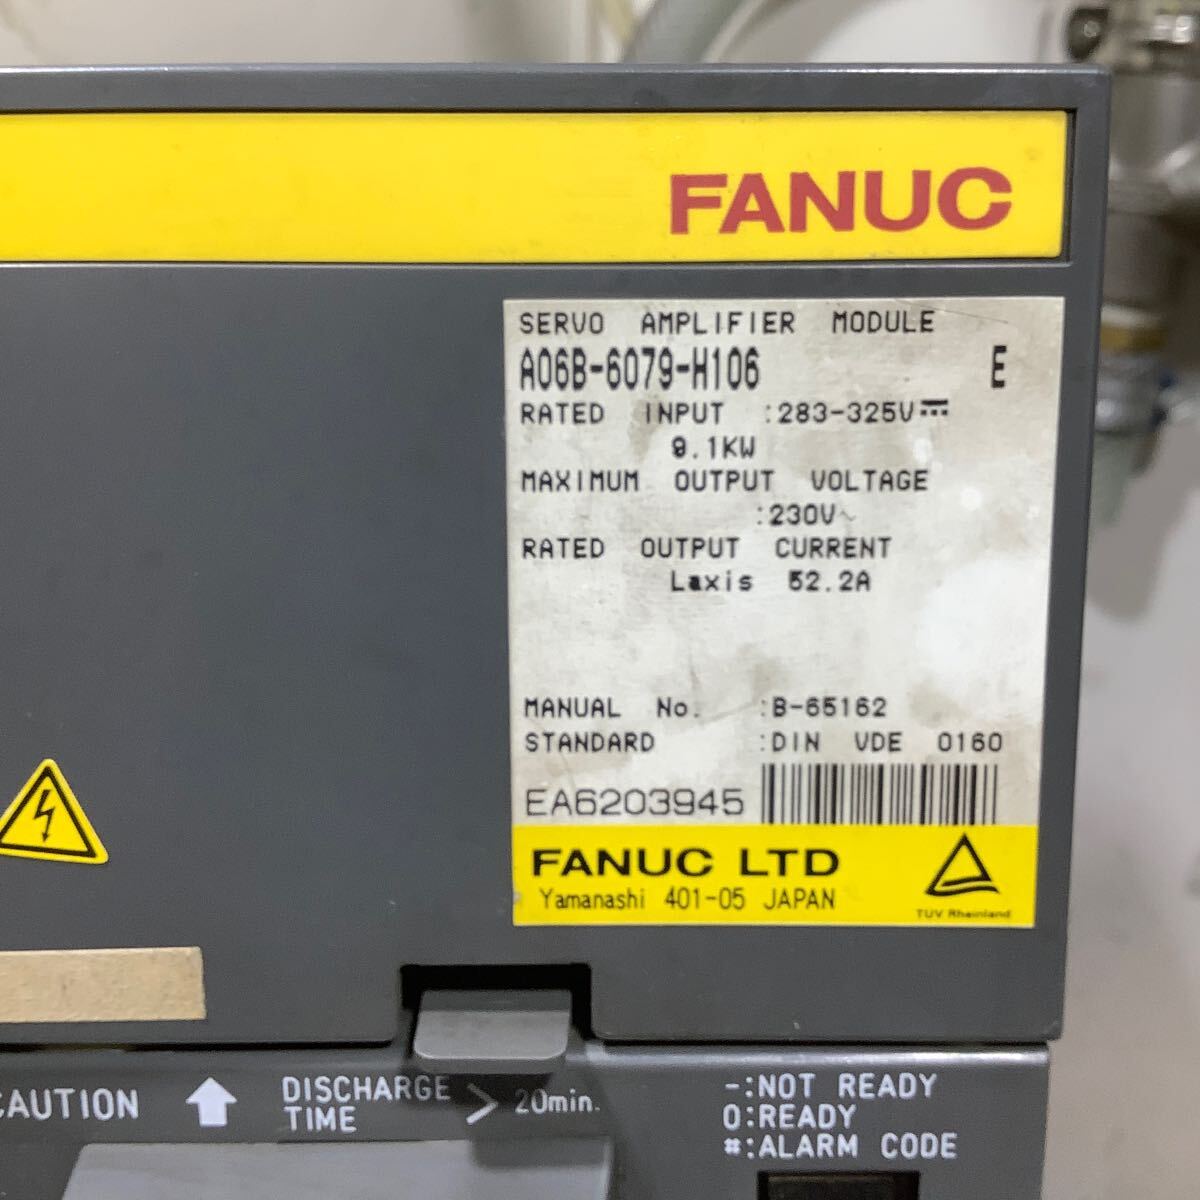 FANUC
SERVO AMPLIFIER MODULE
A06B-6079-H106 E
RATED INPUT :283-325V⎓
9.1KW
MAXIMUM OUTPUT VOLTAGE
:230V~
RATED OUTPUT CURRENT
Laxis 52.2A
MANUAL No. :B-65162
STANDARD :DIN VDE 0160
EA6203945
FANUC LTD
Yamanashi 401-05 JAPAN
TUV Rheinland
CAUTION
DISCHARGE TIME > 20min.
-:NOT READY
0:READY
#:ALARM CODE